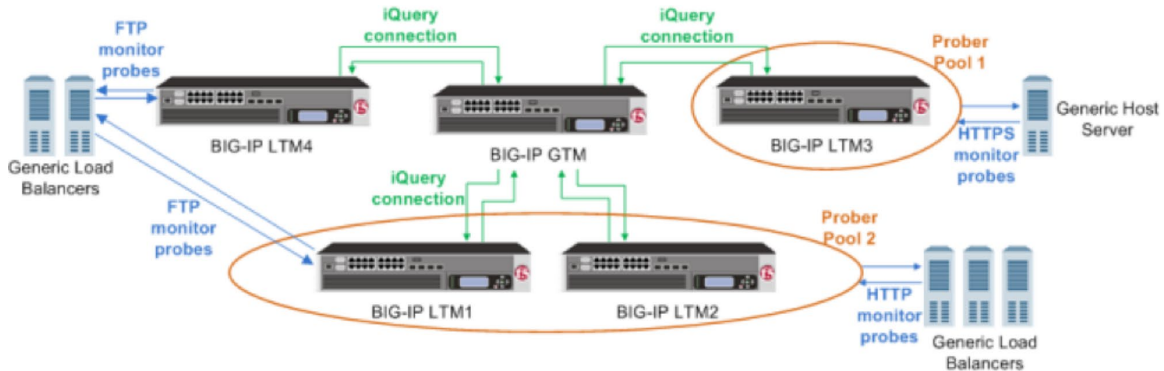 FTP
monitor
probes
iQuery
connection
iQuery
connection
Prober
Pool 1
BIG-IP LTM4
BIG-IP GTM
BIG-IP LTM3
Generic Host
Server
HTTPS
monitor
probes
Generic Load
Balancers
iQuery
connection
FTP
monitor
probes
Prober
Pool 2
BIG-IP LTM1
BIG-IP LTM2
HTTP
monitor
probes
Generic Load
Balancers